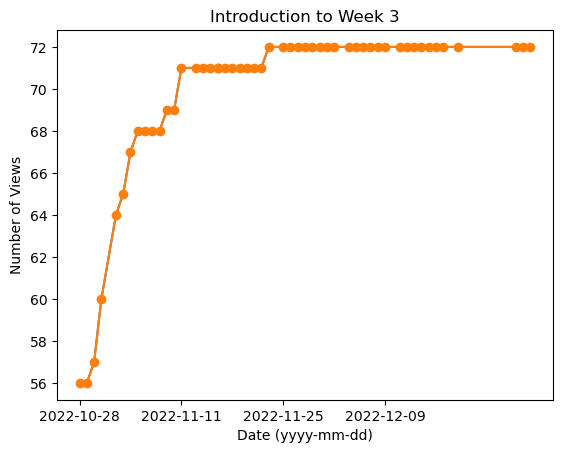 Introduction to Week 3
Number of Views
72
70
68
66
64
62
60
58
56
2022-10-28 2022-11-11 2022-11-25 2022-12-09
Date (yyyy-mm-dd)